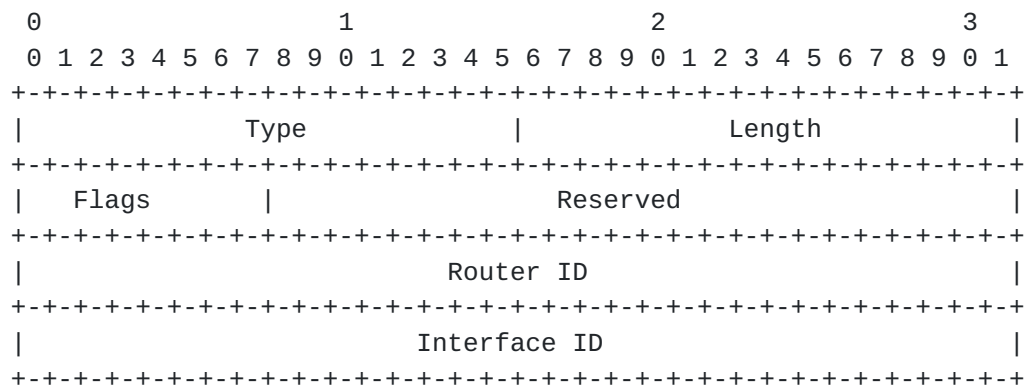 0                   1                   2                   3
 0 1 2 3 4 5 6 7 8 9 0 1 2 3 4 5 6 7 8 9 0 1 2 3 4 5 6 7 8 9 0 1
+-+-+-+-+-+-+-+-+-+-+-+-+-+-+-+-+-+-+-+-+-+-+-+-+-+-+-+-+-+-+-+-+
|              Type             |             Length            |
+-+-+-+-+-+-+-+-+-+-+-+-+-+-+-+-+-+-+-+-+-+-+-+-+-+-+-+-+-+-+-+-+
|   Flags       |                  Reserved                     |
+-+-+-+-+-+-+-+-+-+-+-+-+-+-+-+-+-+-+-+-+-+-+-+-+-+-+-+-+-+-+-+-+
|                           Router ID                           |
+-+-+-+-+-+-+-+-+-+-+-+-+-+-+-+-+-+-+-+-+-+-+-+-+-+-+-+-+-+-+-+-+
|                         Interface ID                          |
+-+-+-+-+-+-+-+-+-+-+-+-+-+-+-+-+-+-+-+-+-+-+-+-+-+-+-+-+-+-+-+-+